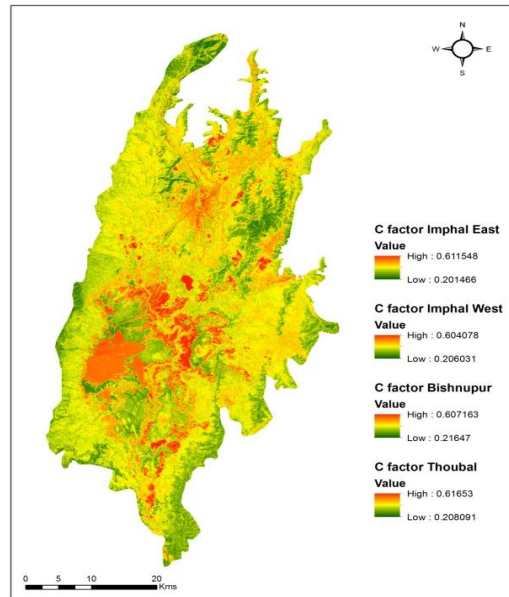 N
W E
S
C factor Imphal East
Value
High : 0.611548
Low : 0.201466
C factor Imphal West
Value
High : 0.604078
Low : 0.206031
C factor Bishnupur
Value
High : 0.607163
Low : 0.21647
C factor Thoubal
Value
High : 0.61653
Low : 0.208091
0 5 10 20
Kms